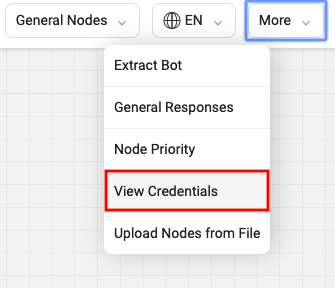 General Nodes
EN
More
Extract Bot
General Responses
Node Priority
View Credentials
Upload Nodes from File